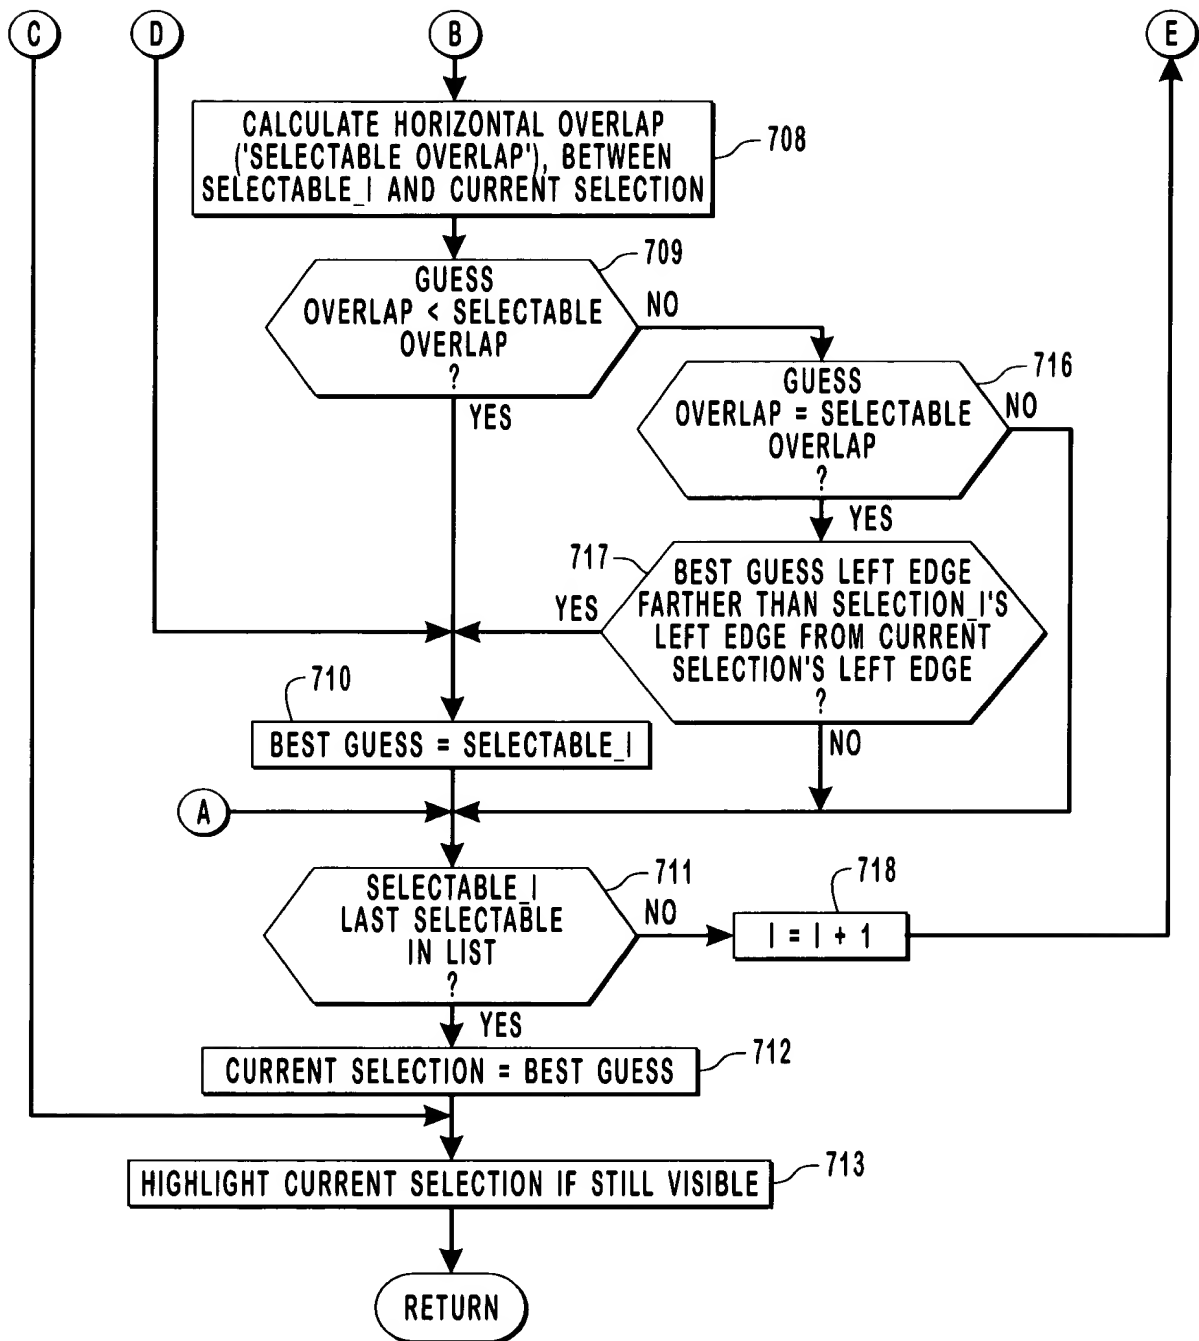 C
D
B
E
CALCULATE HORIZONTAL OVERLAP
('SELECTABLE OVERLAP'), BETWEEN
SELECTABLE_I AND CURRENT SELECTION
708
GUESS
OVERLAP < SELECTABLE
OVERLAP
?
709
NO
YES
GUESS
OVERLAP = SELECTABLE
OVERLAP
?
716
NO
YES
717
BEST GUESS LEFT EDGE
FARTHER THAN SELECTION_I'S
LEFT EDGE FROM CURRENT
SELECTION'S LEFT EDGE
?
YES
NO
710
BEST GUESS = SELECTABLE_I
A
SELECTABLE_I
LAST SELECTABLE
IN LIST
?
711
NO
718
I = I + 1
YES
CURRENT SELECTION = BEST GUESS
712
HIGHLIGHT CURRENT SELECTION IF STILL VISIBLE
713
RETURN